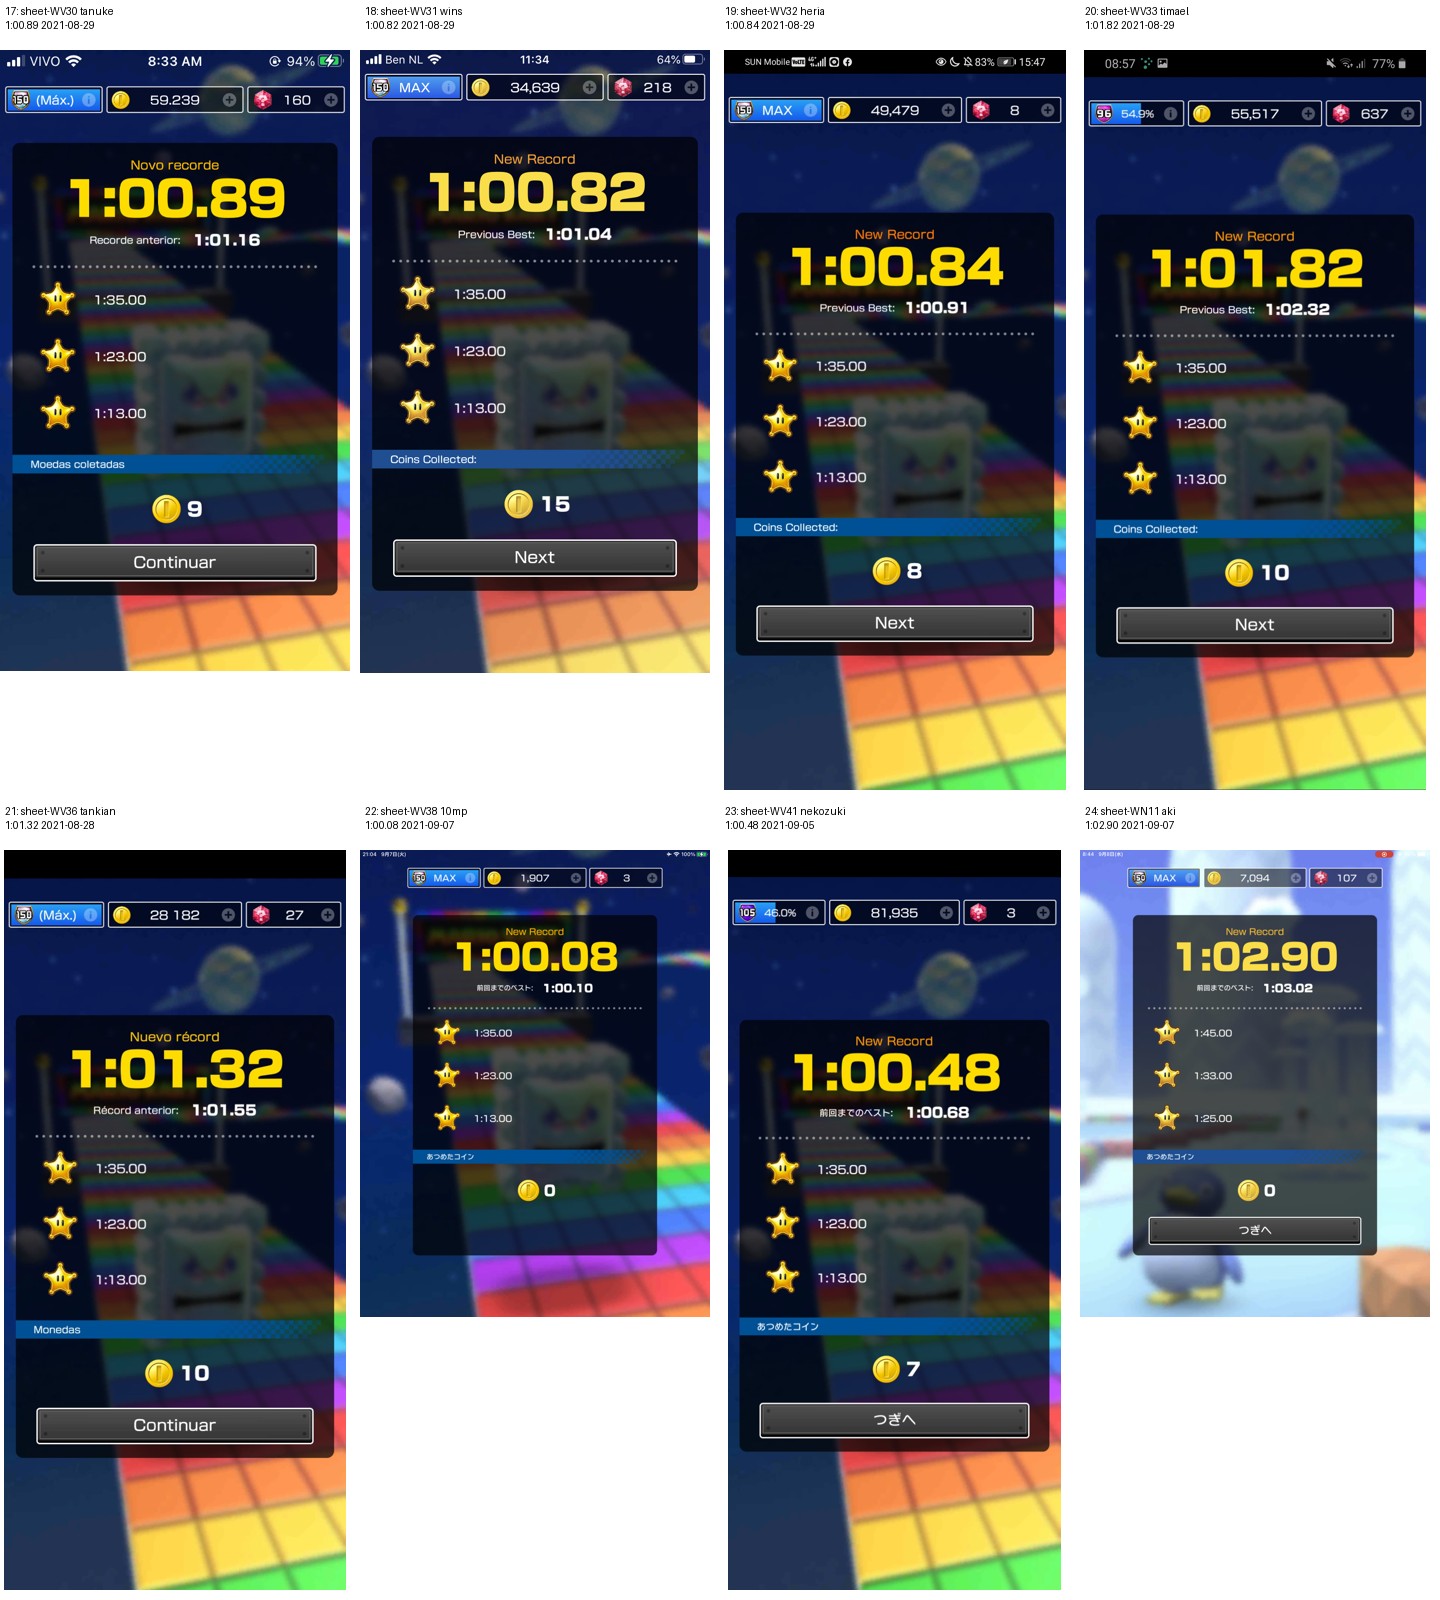 17: sheet-WV30 tanuke
1:00.89 2021-08-29
VIVO 8:33 AM 94%
150 (Máx.) 59.239 160
Novo recorde
1:00.89
Recorde anterior: 1:01.16
1:35.00
1:23.00
1:13.00
Moedas coletadas
9
Continuar
18: sheet-WV31 wins
1:00.82 2021-08-29
Ben NL 11:34 64%
150 MAX 34,639 218
New Record
1:00.82
Previous Best: 1:01.04
1:35.00
1:23.00
1:13.00
Coins Collected:
15
Next
19: sheet-WV32 heria
1:00.84 2021-08-29
SUN Mobile 83% 15:47
150 MAX 49,479 8
New Record
1:00.84
Previous Best: 1:00.91
1:35.00
1:23.00
1:13.00
Coins Collected:
8
Next
20: sheet-WV33 timael
1:01.82 2021-08-29
08:57 77%
96 54.9% 55,517 637
New Record
1:01.82
Previous Best: 1:02.32
1:35.00
1:23.00
1:13.00
Coins Collected:
10
Next
21: sheet-WV36 tankian
1:01.32 2021-08-28
150 (Máx.) 28 182 27
Nuevo récord
1:01.32
Récord anterior: 1:01.55
1:35.00
1:23.00
1:13.00
Monedas
10
Continuar
22: sheet-WV38 10mp
1:00.08 2021-09-07
21:04 9月7日(火) 100%
150 MAX 1,907 3
New Record
1:00.08
前回までのベスト: 1:00.10
1:35.00
1:23.00
1:13.00
あつめたコイン
0
23: sheet-WV41 nekozuki
1:00.48 2021-09-05
105 46.0% 81,935 3
New Record
1:00.48
前回までのベスト: 1:00.68
1:35.00
1:23.00
1:13.00
あつめたコイン
7
つぎへ
24: sheet-WN11 aki
1:02.90 2021-09-07
150 MAX 7,094 107
New Record
1:02.90
前回までのベスト: 1:03.02
1:45.00
1:33.00
1:25.00
あつめたコイン
0
つぎへ